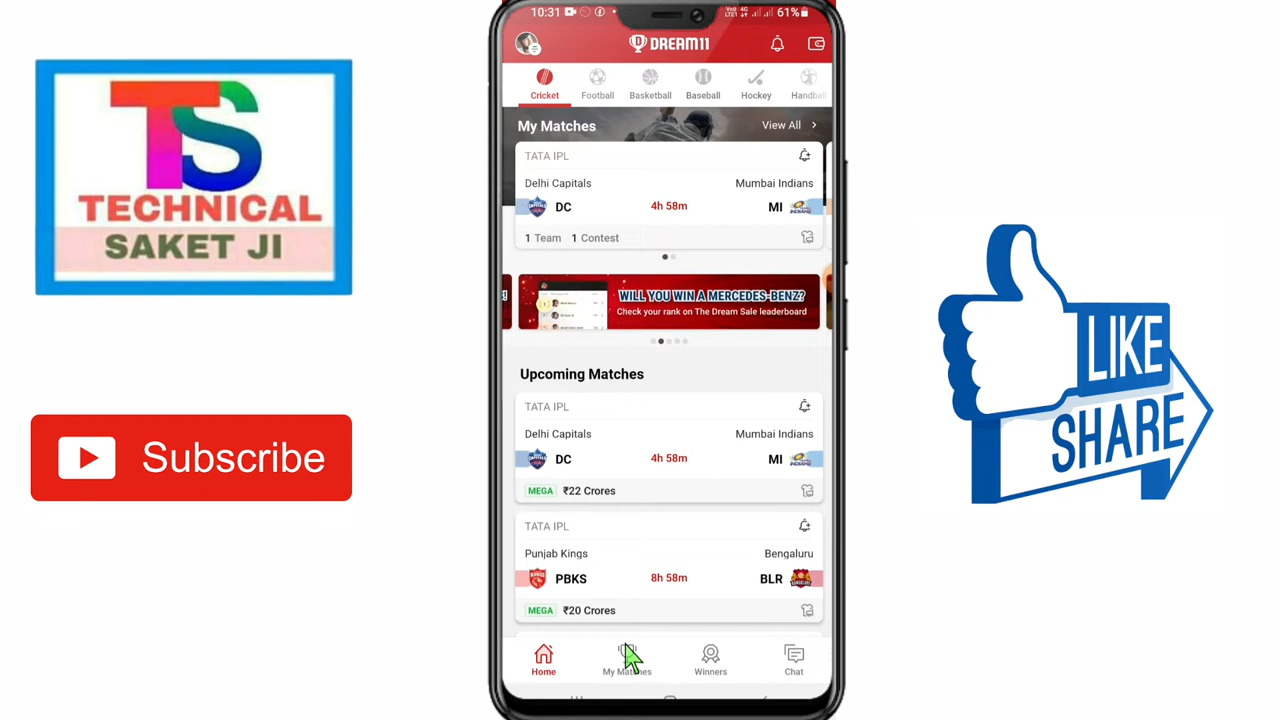 TS
TECHNICAL
SAKET JI
Subscribe
10:31 61%
DREAM11
Cricket Football Basketball Baseball Hockey Handball
My Matches View All
TATA IPL
Delhi Capitals Mumbai Indians
DC 4h 58m MI
1 Team 1 Contest
WILL YOU WIN A MERCEDES-BENZ?
Check your rank on The Dream Sale leaderboard
Upcoming Matches
TATA IPL
Delhi Capitals Mumbai Indians
DC 4h 58m MI
MEGA ₹22 Crores
TATA IPL
Punjab Kings Bengaluru
PBKS 8h 58m BLR
MEGA ₹20 Crores
Home My Matches Winners Chat
LIKE
SHARE